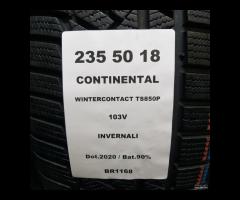 235 50 18
CONTINENTAL
WINTERCONTACT TS850P
103V
INVERNALI
Dot.2020 / Bat.90%
BR1168